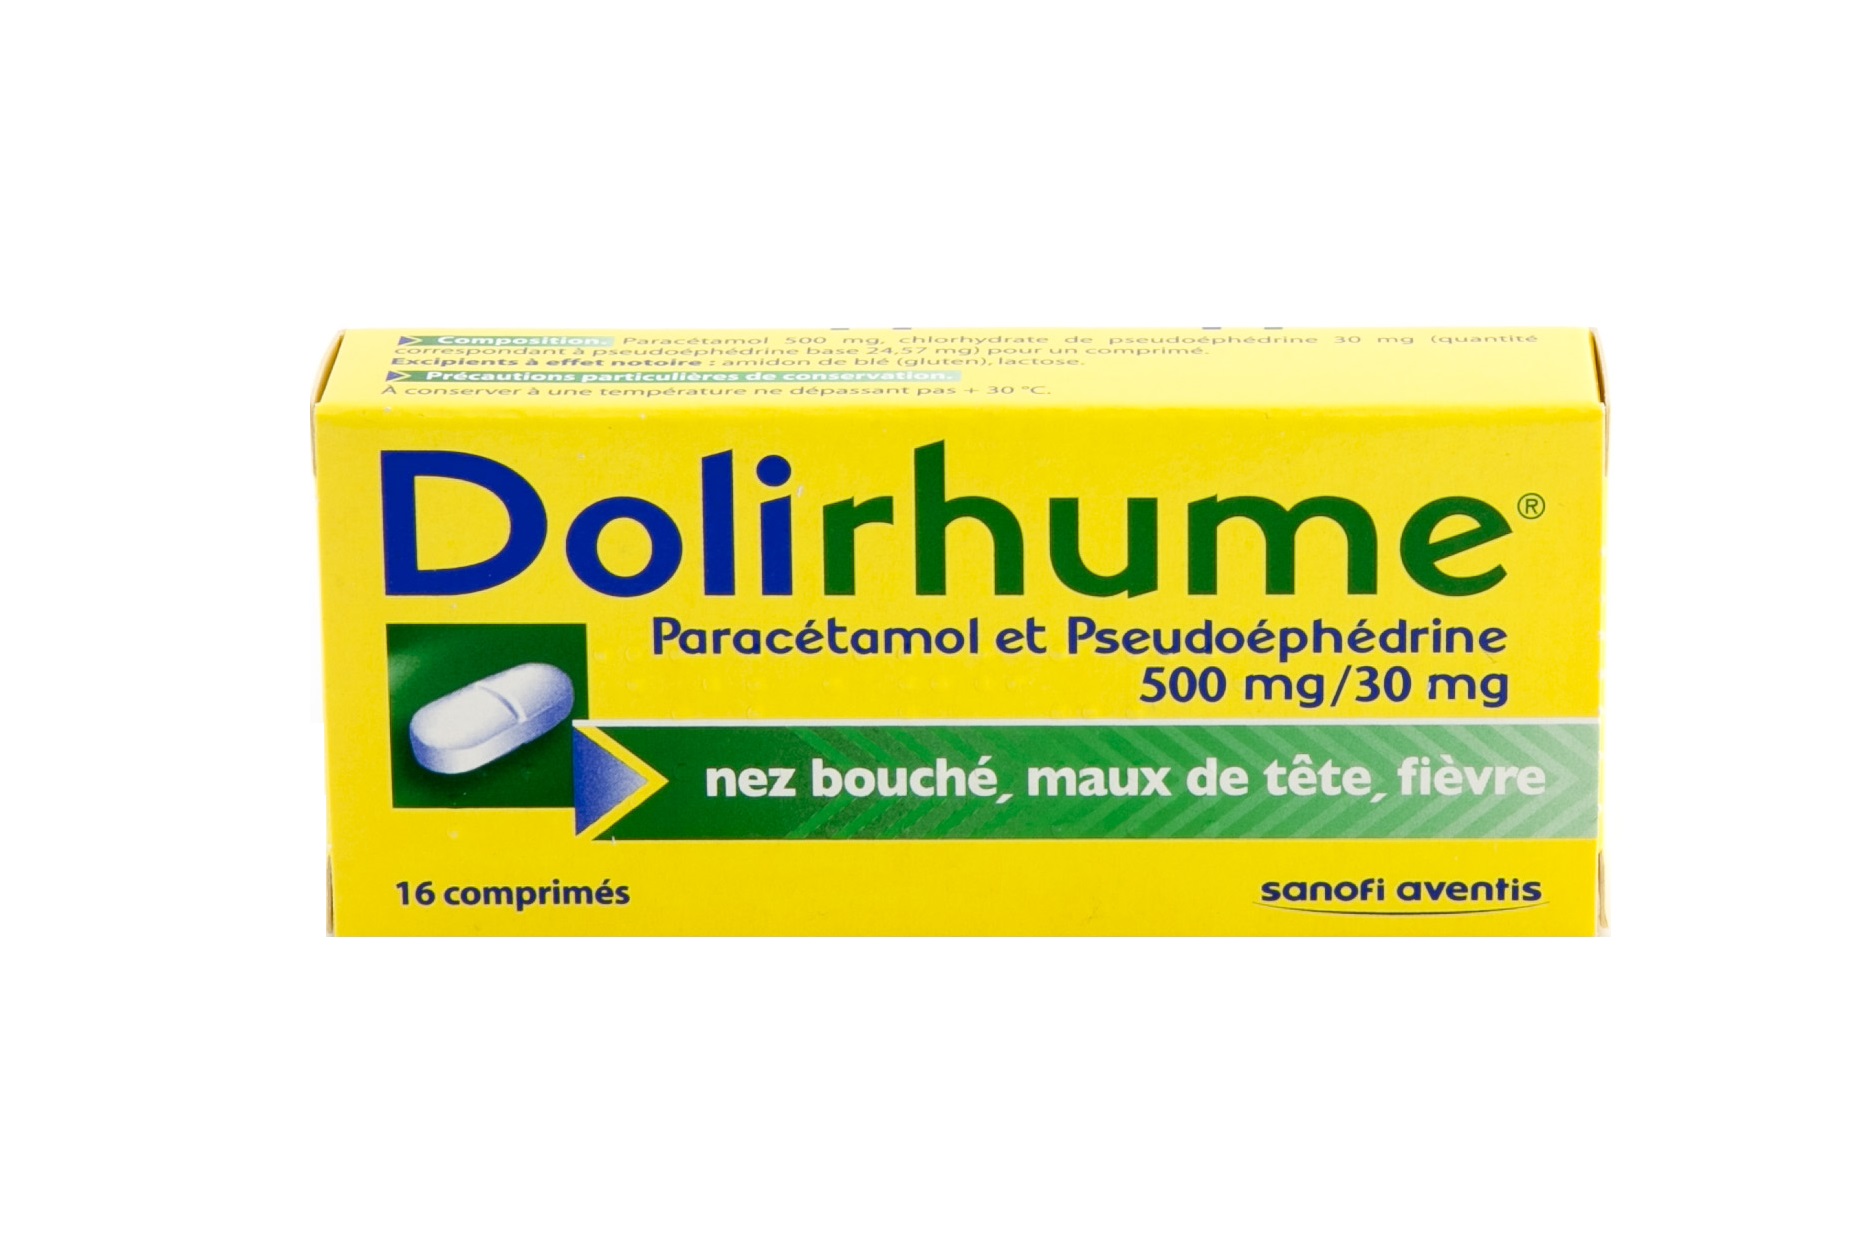 Composition. Paracétamol 500 mg, chlorhydrate de pseudoéphédrine 30 mg (quantité
correspondant à pseudoéphédrine base 24,57 mg) pour un comprimé.
Excipients à effet notoire : amidon de blé (gluten), lactose.
Précautions particulières de conservation.
À conserver à une température ne dépassant pas + 30 °C.
Dolirhume®
Paracétamol et Pseudoéphédrine
500 mg/30 mg
nez bouché, maux de tête, fièvre
16 comprimés
sanofi aventis